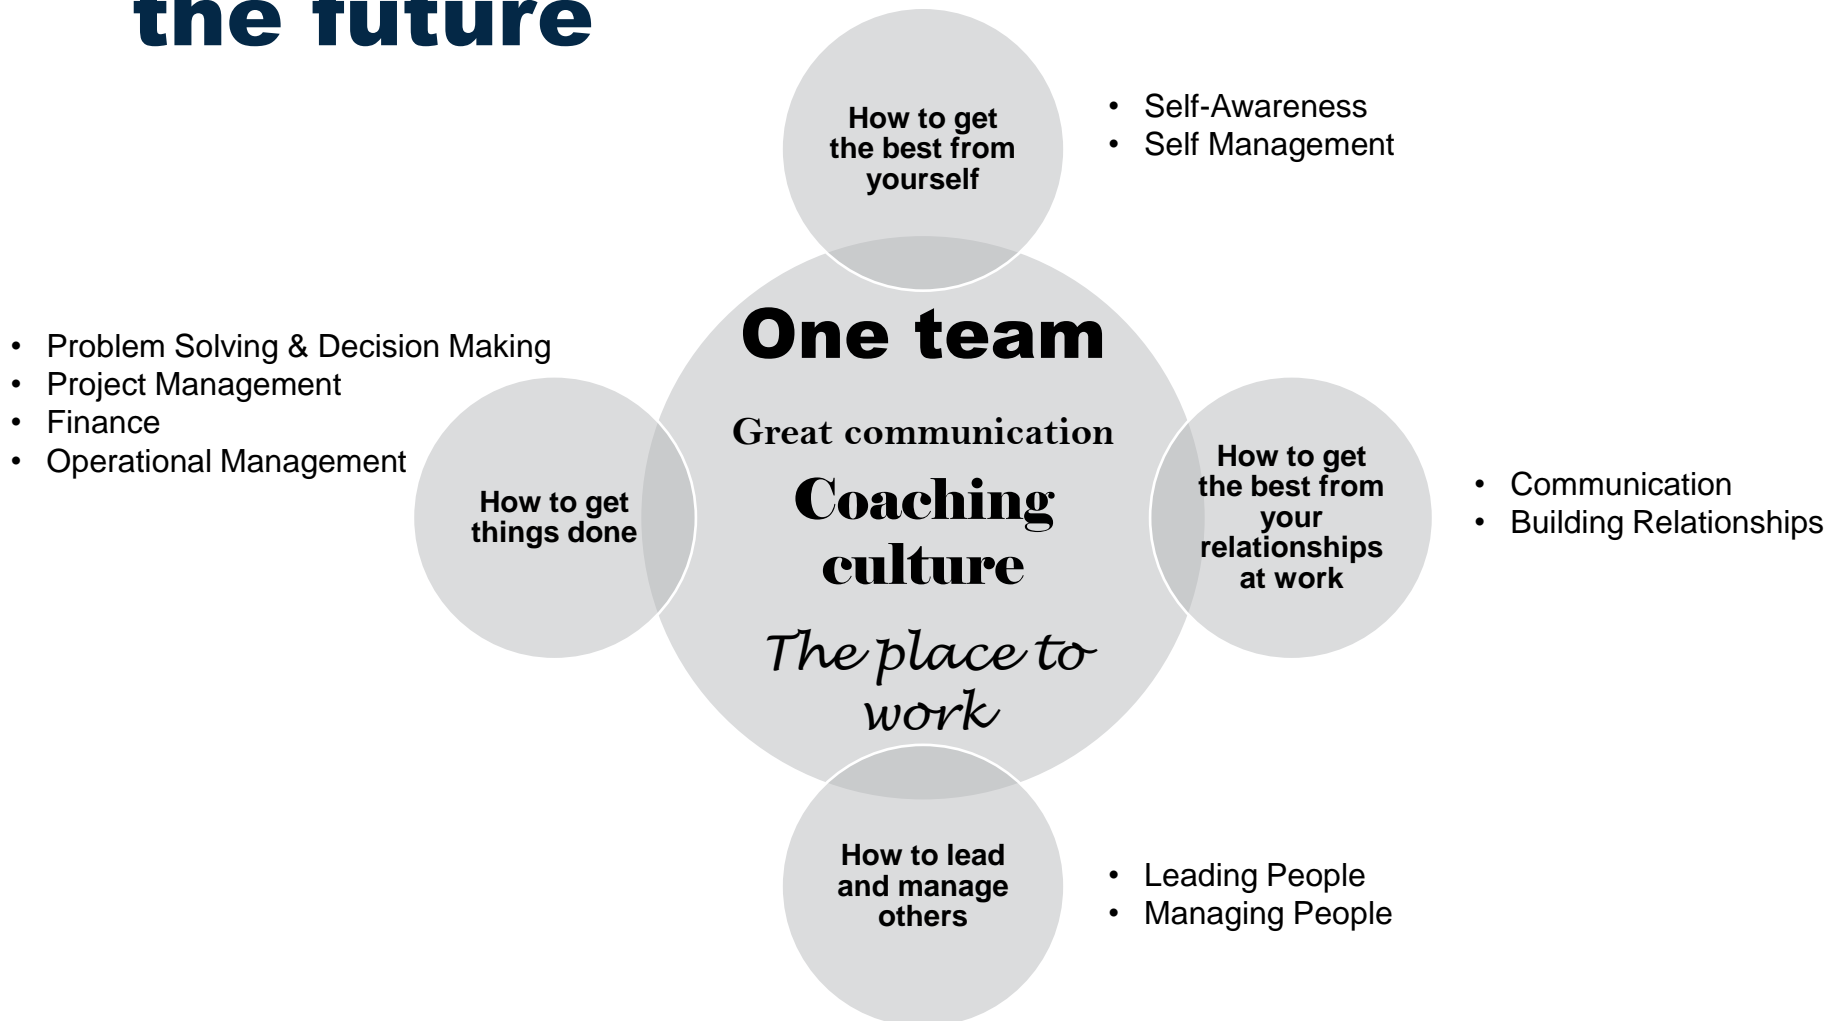 the future
How to get
the best from
yourself
• Self-Awareness
• Self Management
• Problem Solving & Decision Making
• Project Management
• Finance
• Operational Management
How to get
things done
One team
Great communication
Coaching
culture
The place to
work
How to get
the best from
your
relationships
at work
• Communication
• Building Relationships
How to lead
and manage
others
• Leading People
• Managing People